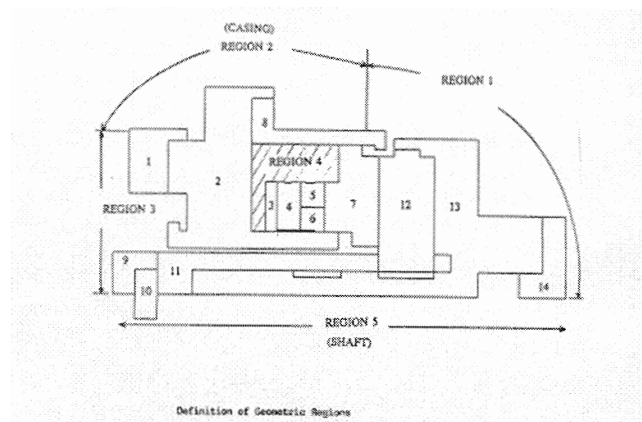 (CASING)
REGION 2
REGION 1
8
1
REGION 4
2
5
3
4
7
12
13
6
REGION 3
9
11
10
14
REGION 5
(SHAFT)
Definition of Geometric Regions